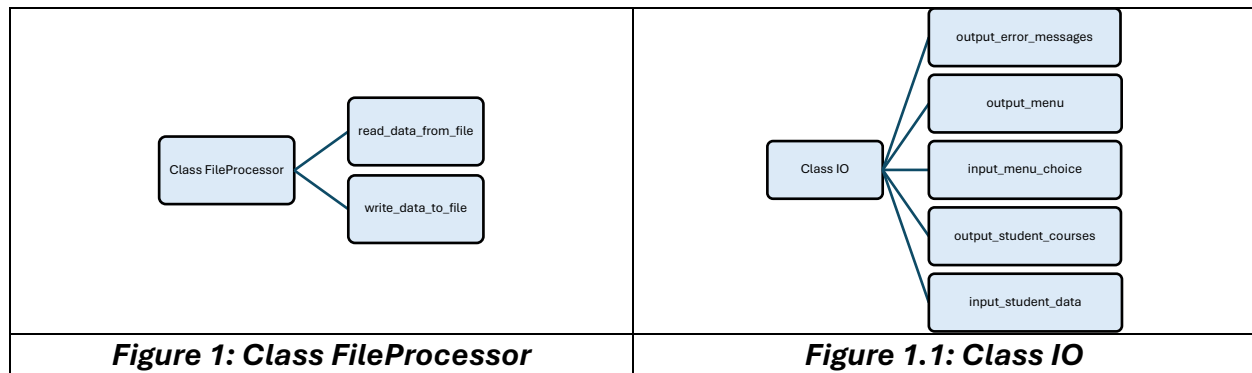 Class FileProcessor
read_data_from_file
write_data_to_file
Figure 1: Class FileProcessor
Class IO
output_error_messages
output_menu
input_menu_choice
output_student_courses
input_student_data
Figure 1.1: Class IO